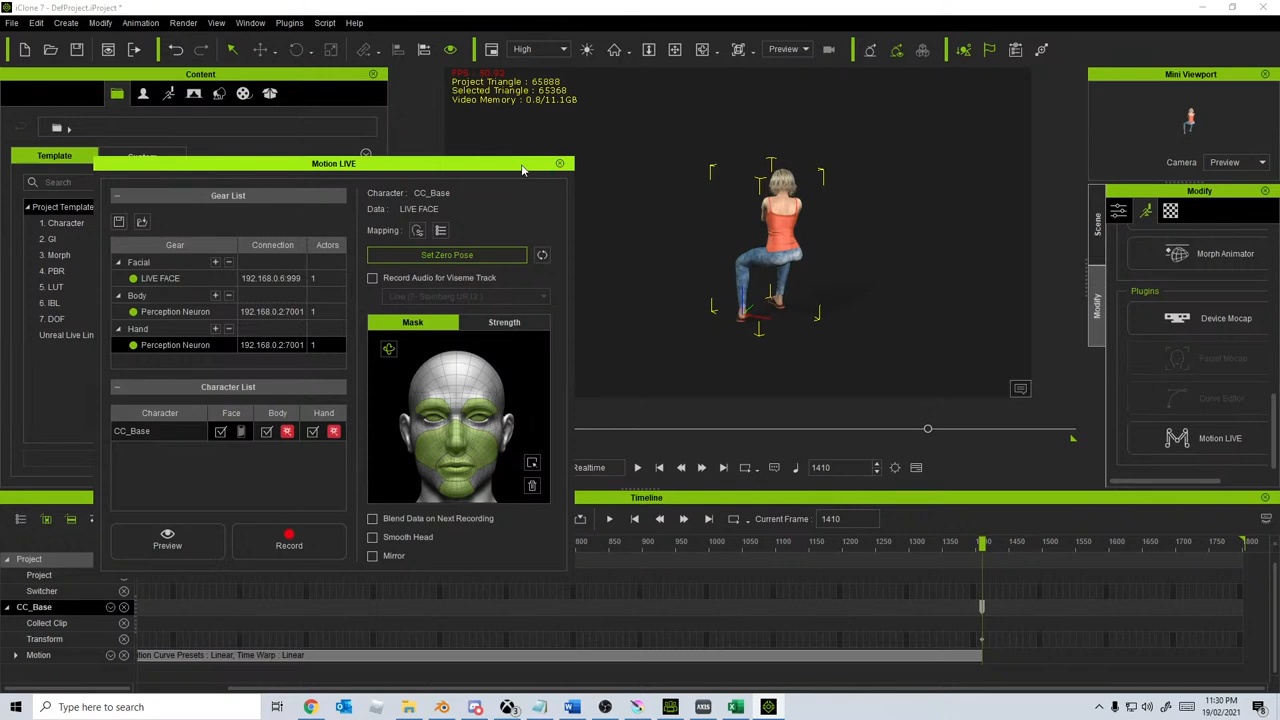 iClone 7 - DefProject.iProject *
File Edit Create Modify Animation Render View Window Plugins Script Help
High
Preview
Content
Template
Search
Project Template
1. Character
2. GI
3. Morph
4. PBR
5. LUT
6. IBL
7. DOF
Unreal Live Lin
Motion LIVE
Gear List
Gear Connection Actors
Facial
LIVE FACE 192.168.0.6:999 1
Body
Perception Neuron 192.168.0.2:7001 1
Hand
Perception Neuron 192.168.0.2:7001 1
Character List
Character Face Body Hand
CC_Base
Preview
Record
Character: CC_Base
Data: LIVE FACE
Mapping:
Set Zero Pose
Record Audio for Viseme Track
Mask Strength
Blend Data on Next Recording
Smooth Head
Mirror
FPS : 50.92
Project Triangle : 65888
Selected Triangle : 65368
Video Memory : 0.8/11.1GB
Realtime
1410
Mini Viewport
Camera Preview
Modify
Scene
Modify
Morph Animator
Plugins
Device Mocap
Facial Mocap
Curve Editor
Motion LIVE
Timeline
Current Frame : 1410
800 850 900 950 1000 1050 1100 1150 1200 1250 1300 1350 1500 1550 1600 1650 1700 1750 1800
Project
Project
Switcher
CC_Base
Collect Clip
Transform
Motion
tion Curve Presets : Linear, Time Warp : Linear
Type here to search
11:30 PM
19/02/2021